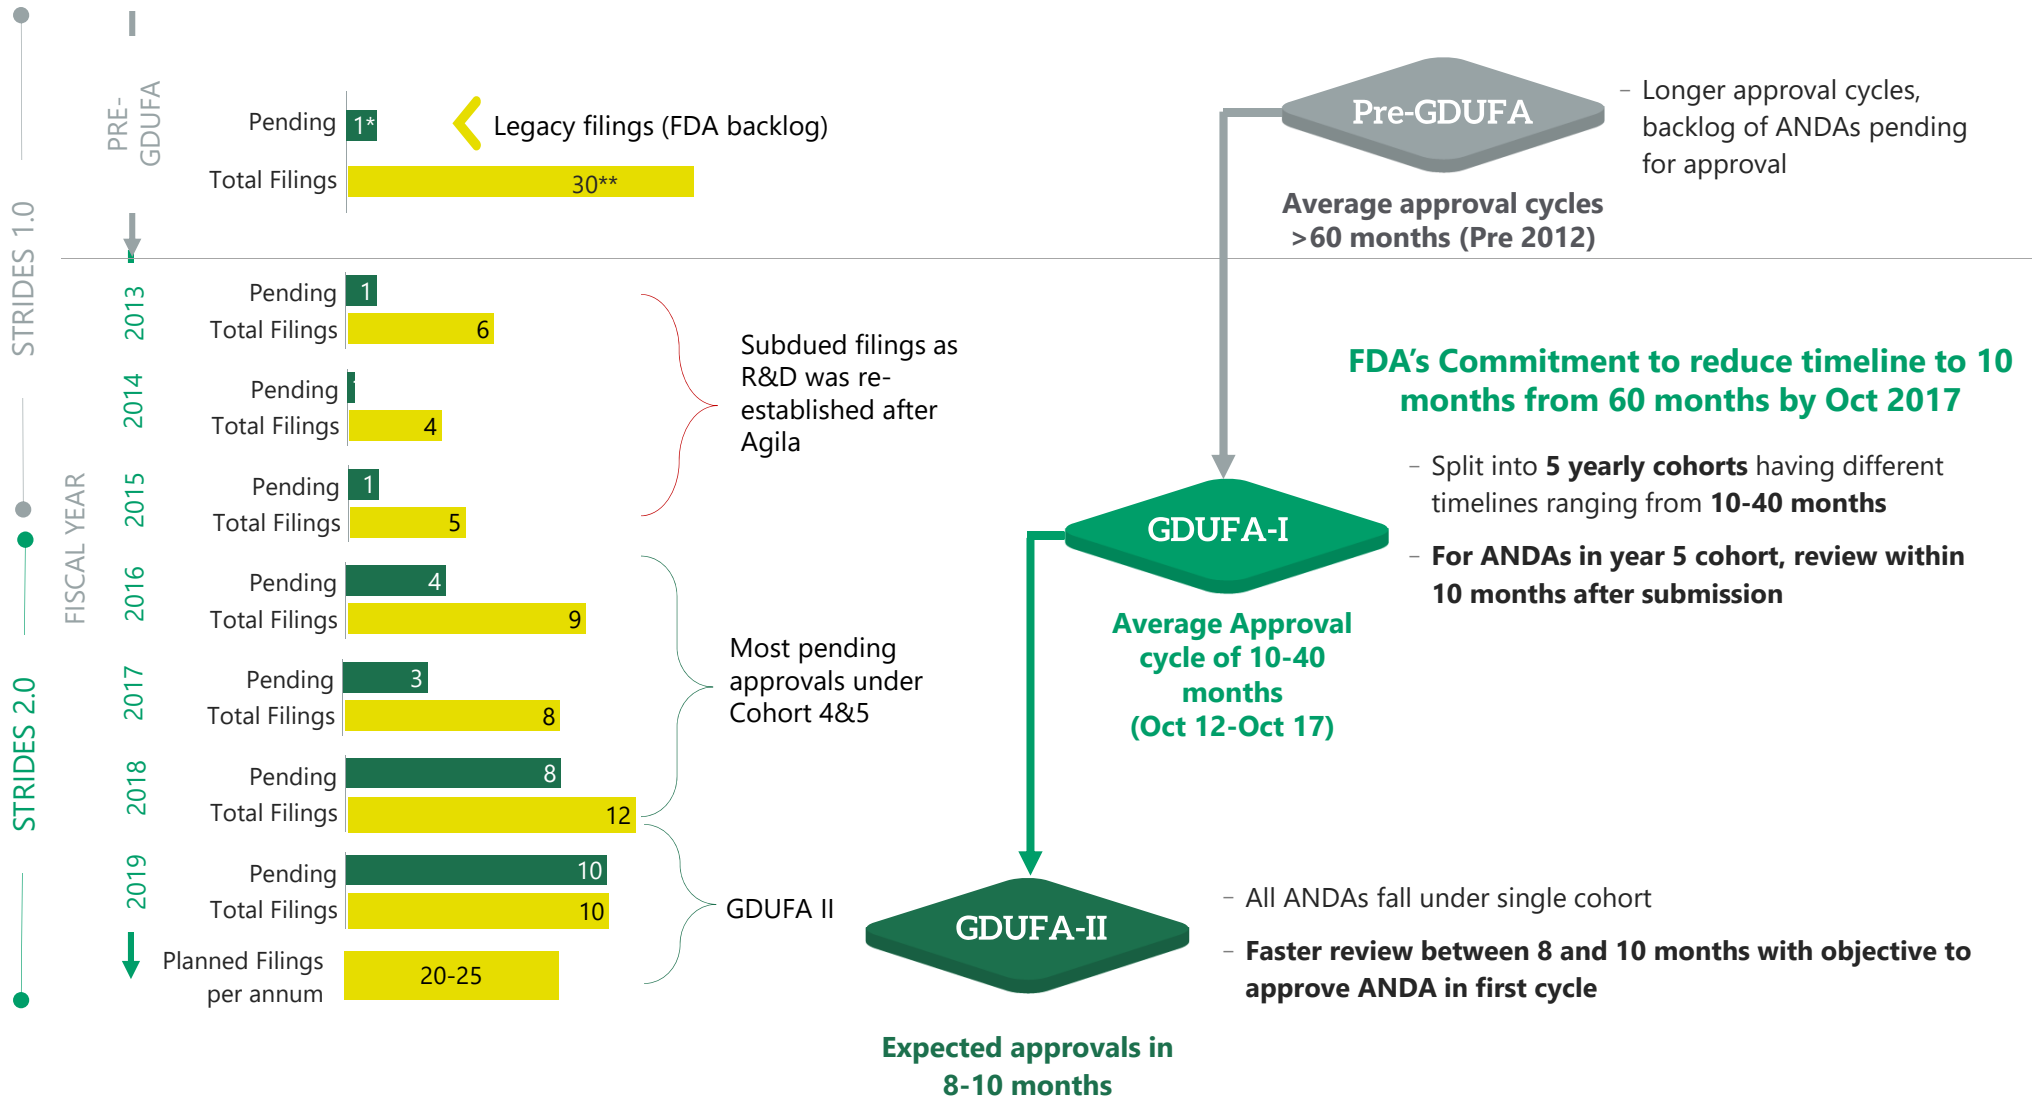 STRIDES 1.0
STRIDES 2.0
PRE-
GDUFA
FISCAL YEAR
Pending
1*
Legacy filings (FDA backlog)
Total Filings
30**
2013
Pending
1
Total Filings
6
2014
Pending
Total Filings
4
2015
Pending
1
Total Filings
5
Subdued filings as
R&D was re-
established after
Agila
2016
Pending
4
Total Filings
9
2017
Pending
3
Total Filings
8
2018
Pending
8
Total Filings
12
Most pending
approvals under
Cohort 4&5
2019
Pending
10
Total Filings
10
Planned Filings
per annum
20-25
GDUFA II
Pre-GDUFA
– Longer approval cycles,
backlog of ANDAs pending
for approval
Average approval cycles
>60 months (Pre 2012)
FDA’s Commitment to reduce timeline to 10
months from 60 months by Oct 2017
GDUFA-I
– Split into 5 yearly cohorts having different
timelines ranging from 10-40 months
– For ANDAs in year 5 cohort, review within
10 months after submission
Average Approval
cycle of 10-40
months
(Oct 12-Oct 17)
GDUFA-II
– All ANDAs fall under single cohort
– Faster review between 8 and 10 months with objective to
approve ANDA in first cycle
Expected approvals in
8-10 months